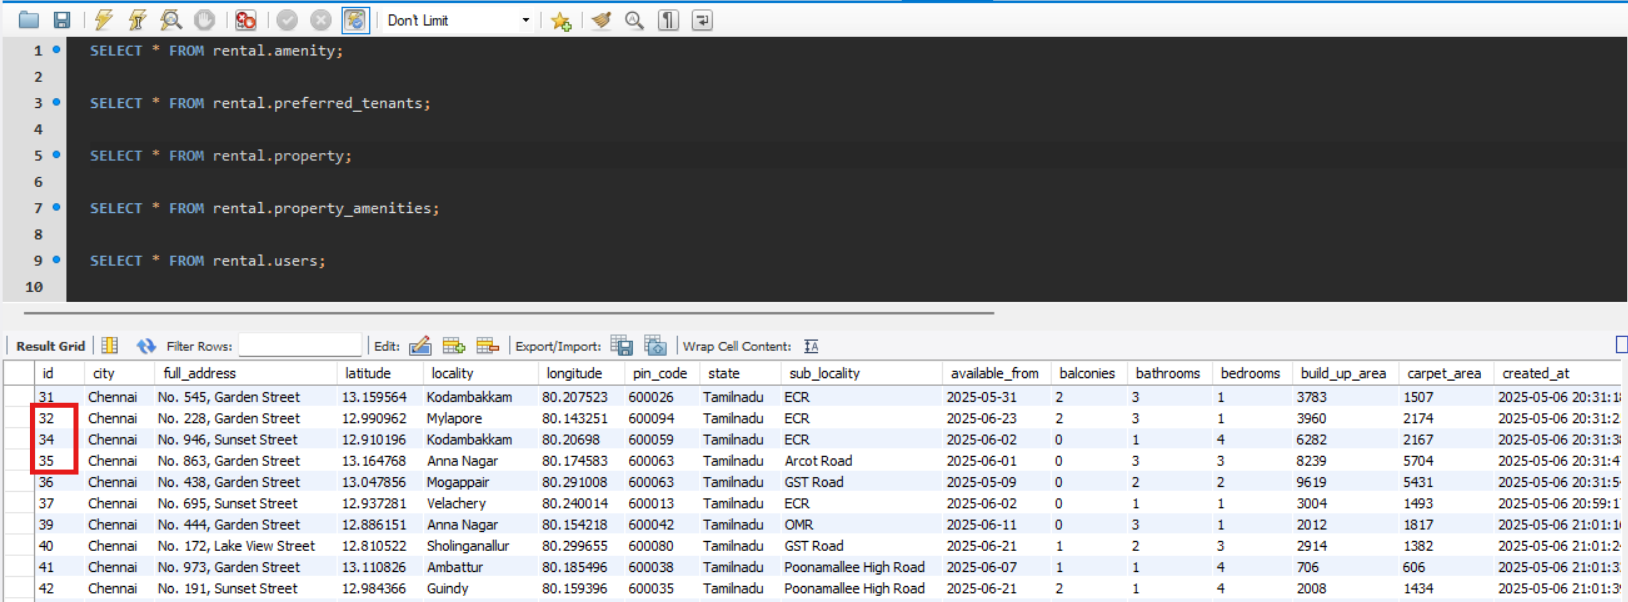 Don't Limit
1 SELECT * FROM rental.amenity;
2
3 SELECT * FROM rental.preferred_tenants;
4
5 SELECT * FROM rental.property;
6
7 SELECT * FROM rental.property_amenities;
8
9 SELECT * FROM rental.users;
10
Result Grid Filter Rows: Edit: Export/Import: Wrap Cell Content:
id city full_address latitude locality longitude pin_code state sub_locality available_from balconies bathrooms bedrooms build_up_area carpet_area created_at
31 Chennai No. 545, Garden Street 13.159564 Kodambakkam 80.207523 600026 Tamilnadu ECR 2025-05-31 2 3 1 3783 1507 2025-05-06 20:31:18
32 Chennai No. 228, Garden Street 12.990962 Mylapore 80.143251 600094 Tamilnadu ECR 2025-06-23 2 3 1 3960 2174 2025-05-06 20:31:2
34 Chennai No. 946, Sunset Street 12.910196 Kodambakkam 80.20698 600059 Tamilnadu ECR 2025-06-02 0 1 4 6282 2167 2025-05-06 20:31:3
35 Chennai No. 863, Garden Street 13.164768 Anna Nagar 80.174583 600063 Tamilnadu Arcot Road 2025-06-01 0 3 3 8239 5704 2025-05-06 20:31:4
36 Chennai No. 438, Garden Street 13.047856 Mogappair 80.291008 600063 Tamilnadu GST Road 2025-05-09 0 2 2 9619 5431 2025-05-06 20:31:5
37 Chennai No. 695, Sunset Street 12.937281 Velachery 80.240014 600013 Tamilnadu ECR 2025-06-02 0 1 1 3004 1493 2025-05-06 20:59:1
39 Chennai No. 444, Garden Street 12.886151 Anna Nagar 80.154218 600042 Tamilnadu OMR 2025-06-11 0 3 1 2012 1817 2025-05-06 21:01:1
40 Chennai No. 172, Lake View Street 12.810522 Sholinganallur 80.299655 600080 Tamilnadu GST Road 2025-06-21 1 2 3 2914 1382 2025-05-06 21:01:2
41 Chennai No. 973, Garden Street 13.110826 Ambattur 80.185496 600038 Tamilnadu Poonamallee High Road 2025-06-07 1 1 4 706 606 2025-05-06 21:01:3
42 Chennai No. 191, Sunset Street 12.984366 Guindy 80.159396 600035 Tamilnadu Poonamallee High Road 2025-06-21 2 1 4 2008 1434 2025-05-06 21:01:3